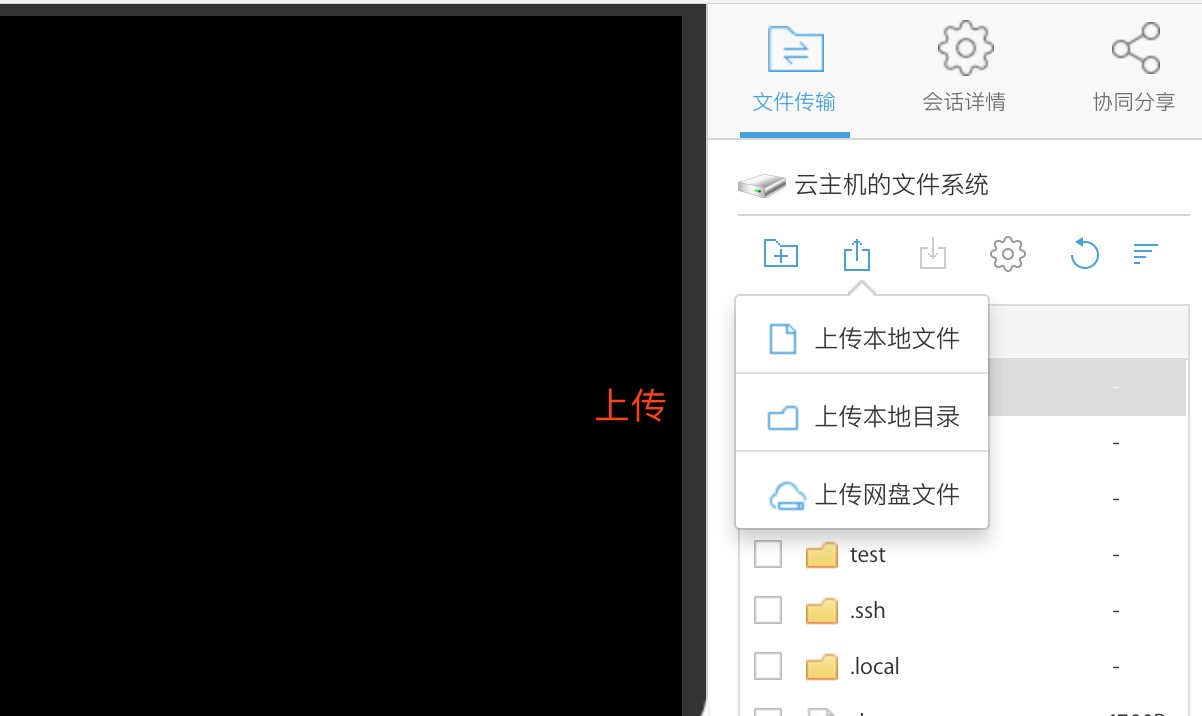 文件传输
会话详情
协同分享
云主机的文件系统
上传本地文件
-
上传
上传本地目录
-
上传网盘文件
-
test
-
.ssh
-
.local
-